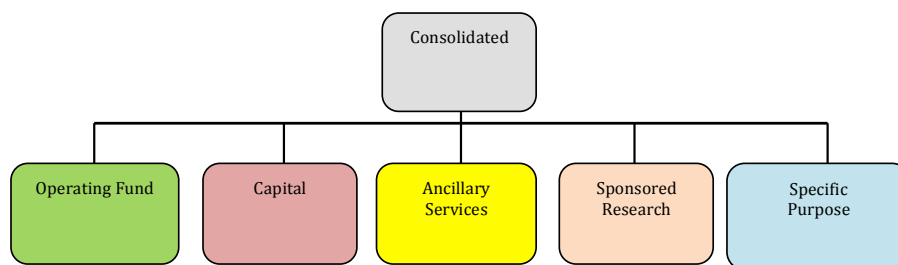 Consolidated
Operating Fund
Capital
Ancillary
Services
Sponsored
Research
Specific
Purpose